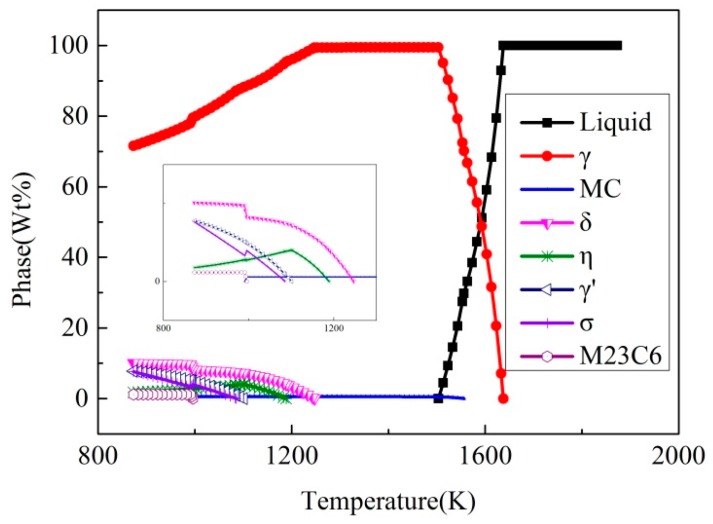 100
80
60
40
20
0
Phase(Wt%)
800
1200
1600
2000
Temperature(K)
Liquid
γ
MC
δ
η
γ'
σ
M23C6
0
800
1200